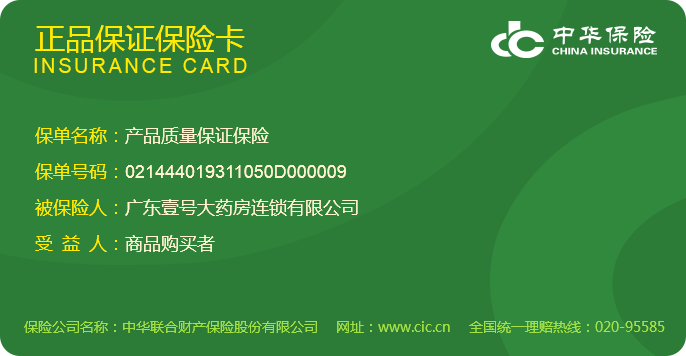 正品保证保险卡
INSURANCE CARD
中华保险
CHINA INSURANCE
保单名称：产品质量保证保险
保单号码：021444019311050D000009
被保险人：广东壹号大药房连锁有限公司
受 益 人：商品购买者
保险公司名称：中华联合财产保险股份有限公司 网址：www.cic.cn 全国统一理赔热线：020-95585